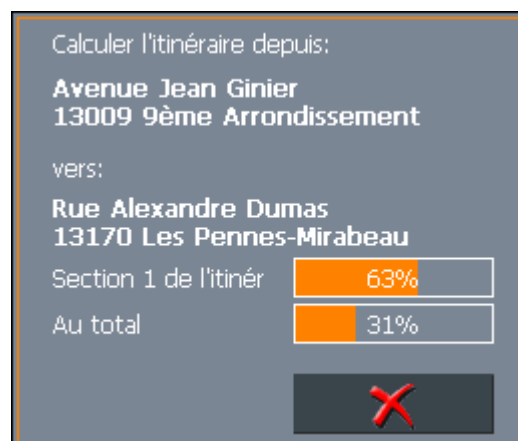 Calculer l'itinéraire depuis:
Avenue Jean Ginier
13009 9ème Arrondissement
vers:
Rue Alexandre Dumas
13170 Les Pennes-Mirabeau
Section 1 de l'itinér 63%
Au total 31%